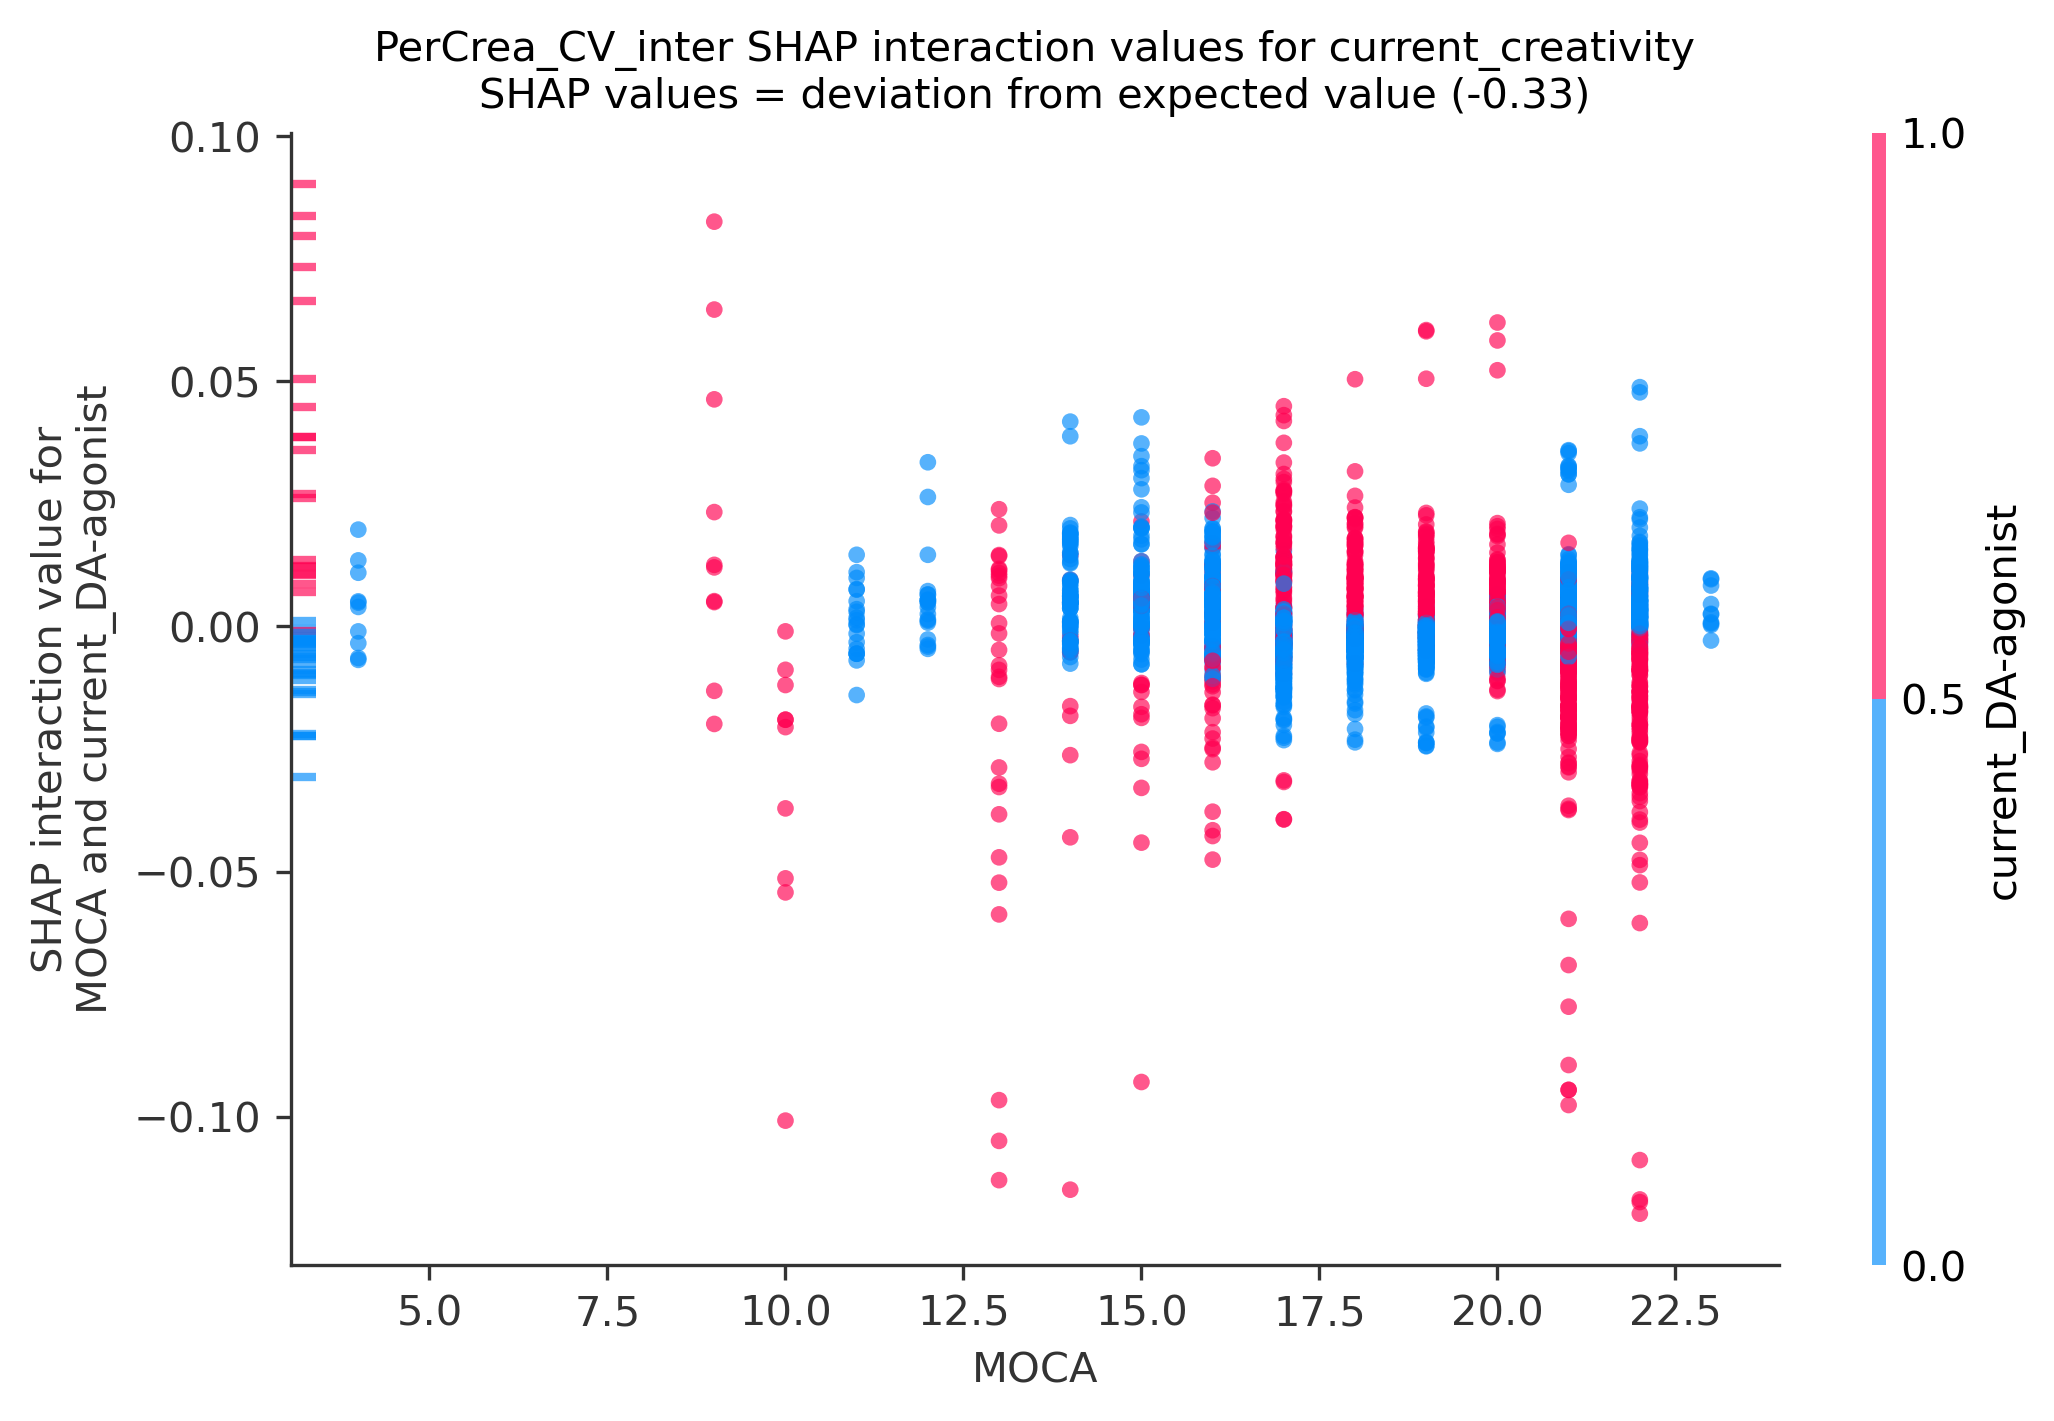 PerCrea_CV_inter SHAP interaction values for current_creativity
SHAP values = deviation from expected value (-0.33)
SHAP interaction value for
MOCA and current_DA-agonist
0.10
0.05
0.00
−0.05
−0.10
5.0
7.5
10.0
12.5
15.0
17.5
20.0
22.5
MOCA
1.0
0.5
0.0
current_DA-agonist